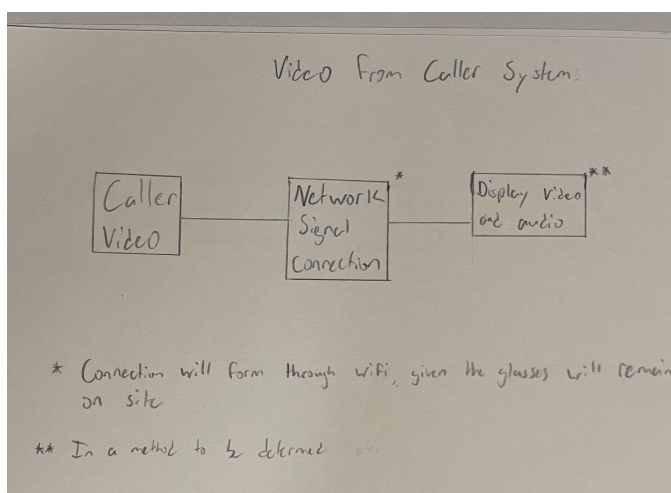 Video From Caller System:
Caller
Video
Network
Signal
Connection
*
Display Video
and audio
**
* Connection will form through wifi, given the glasses will remain
on site
** In a method to be determed